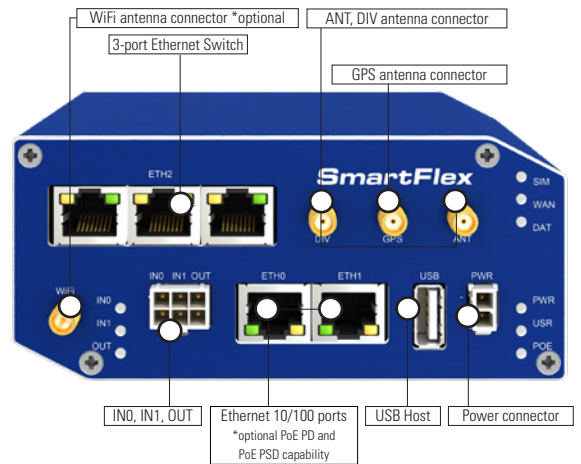 WiFi antenna connector *optional
ANT, DIV antenna connector
3-port Ethernet Switch
GPS antenna connector
ETH2
SmartFlex
SIM
WAN
DAT
DIV
GPS
ANT
WiFi
IN0
IN1
OUT
IN0 IN1 OUT
ETH0
ETH1
USB
PWR
PWR
USR
POE
IN0, IN1, OUT
Ethernet 10/100 ports
*optional PoE PD and
PoE PSD capability
USB Host
Power connector